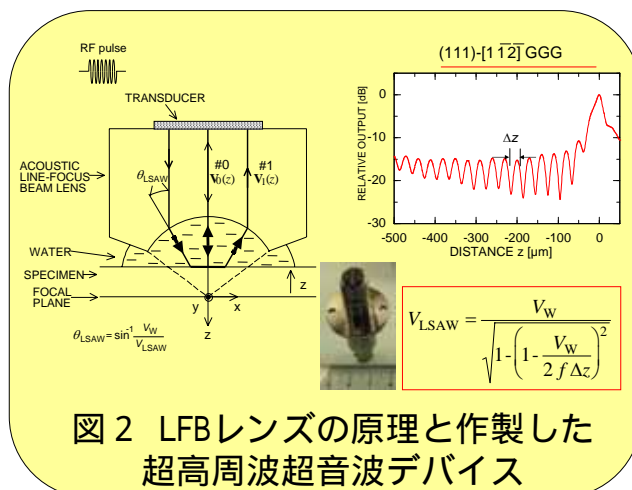 RF pulse
TRANSDUCER
ACOUSTIC
LINE-FOCUS
BEAM LENS
θLSAW
#0
V0(z)
#1
V1(z)
WATER
SPECIMEN
FOCAL
PLANE
z
y
x
z
θLSAW = sin-1 VW/VLSAW
(111)-[1 1̄2̄] GGG
RELATIVE OUTPUT [dB]
0
-10
-20
-30
Δz
-500 -400 -300 -200 -100 0
DISTANCE z [μm]
VLSAW = VW / √(1-(1-VW/(2 f Δz))2)
図2 LFBレンズの原理と作製した
超高周波超音波デバイス